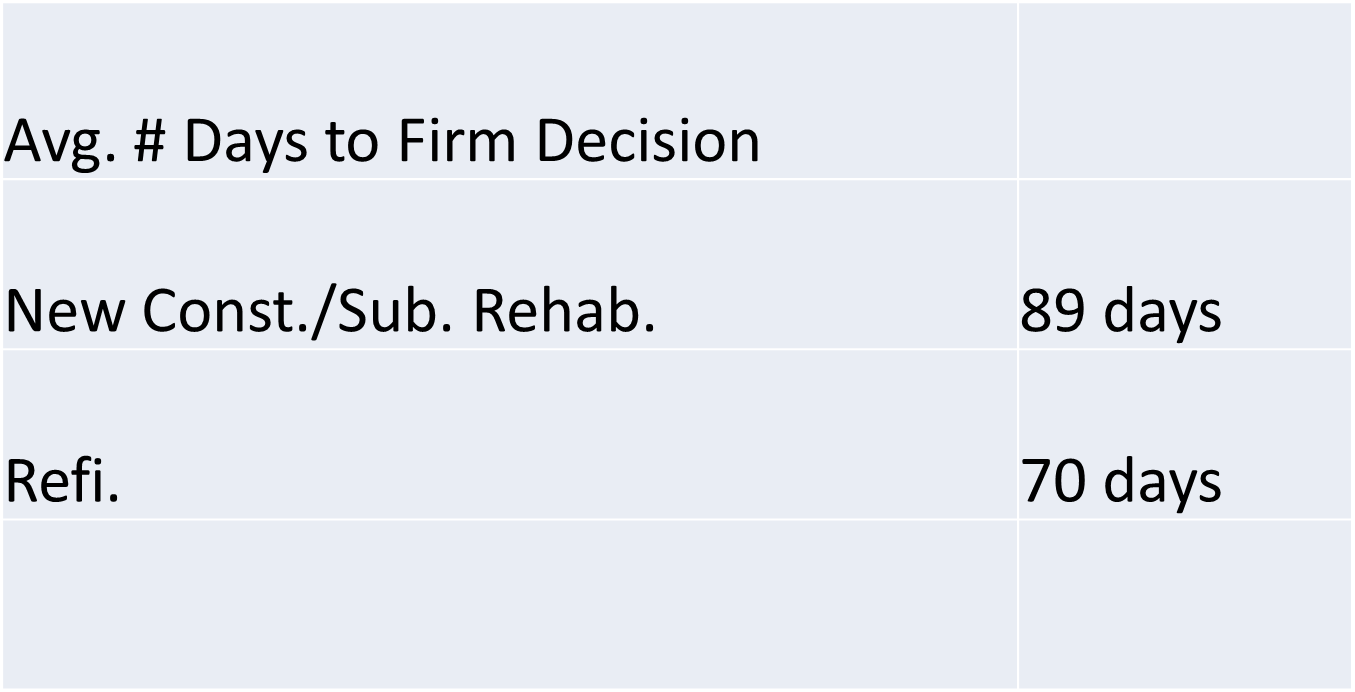 Avg. # Days to Firm Decision
New Const./Sub. Rehab. 89 days
Refi. 70 days